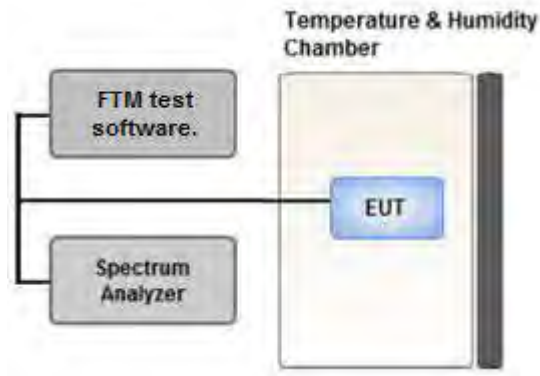 Temperature & Humidity
Chamber
FTM test
software.
EUT
Spectrum
Analyzer